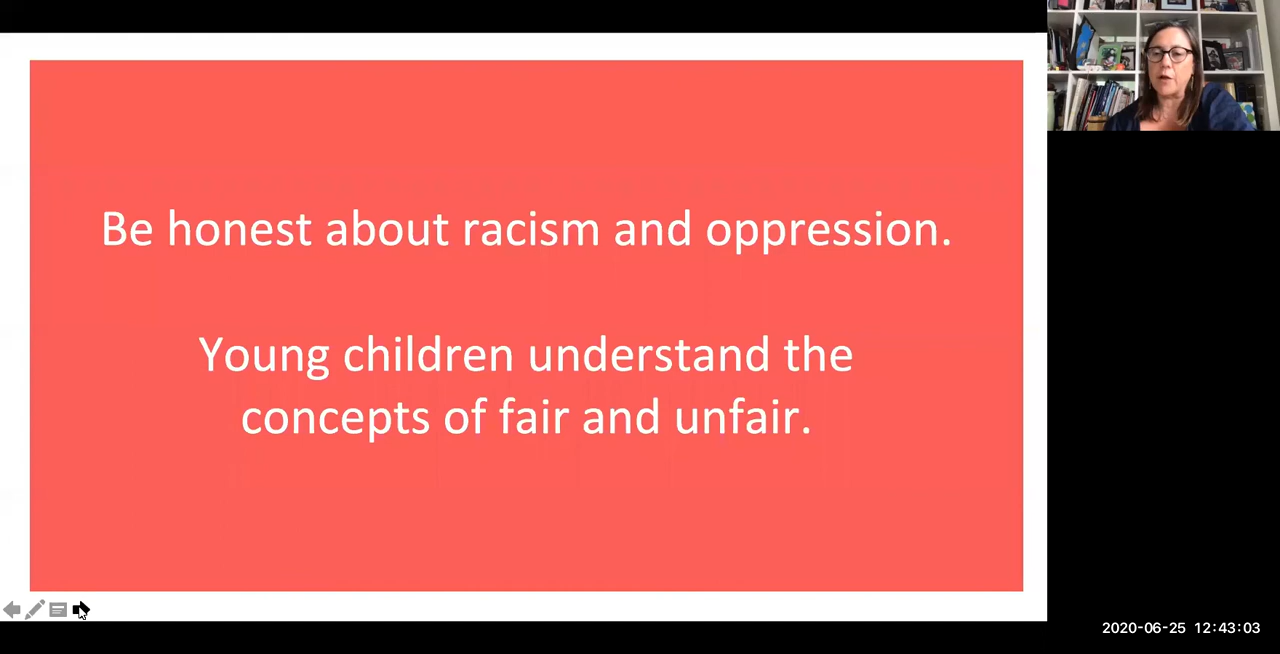 Be honest about racism and oppression.
Young children understand the
concepts of fair and unfair.
2020-06-25 12:43:03